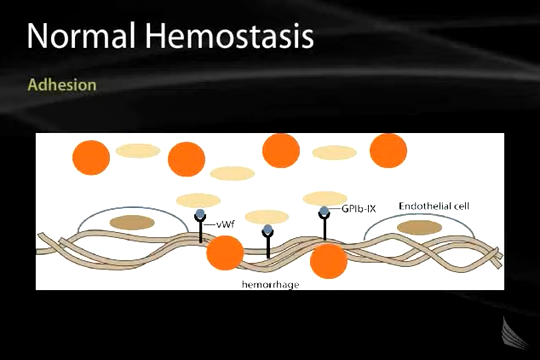 Normal Hemostasis
Adhesion
GPIb-IX
Endothelial cell
vWf
hemorrhage